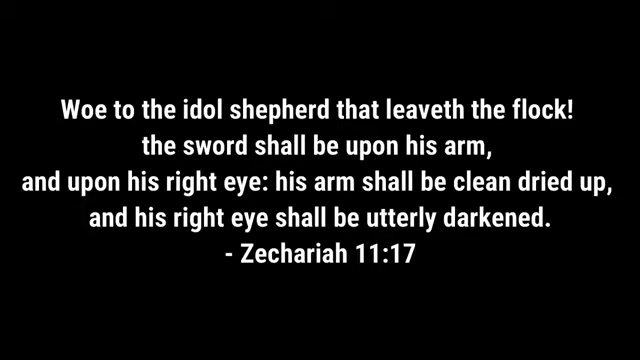 Woe to the idol shepherd that leaveth the flock!
the sword shall be upon his arm,
and upon his right eye: his arm shall be clean dried up,
and his right eye shall be utterly darkened.
- Zechariah 11:17